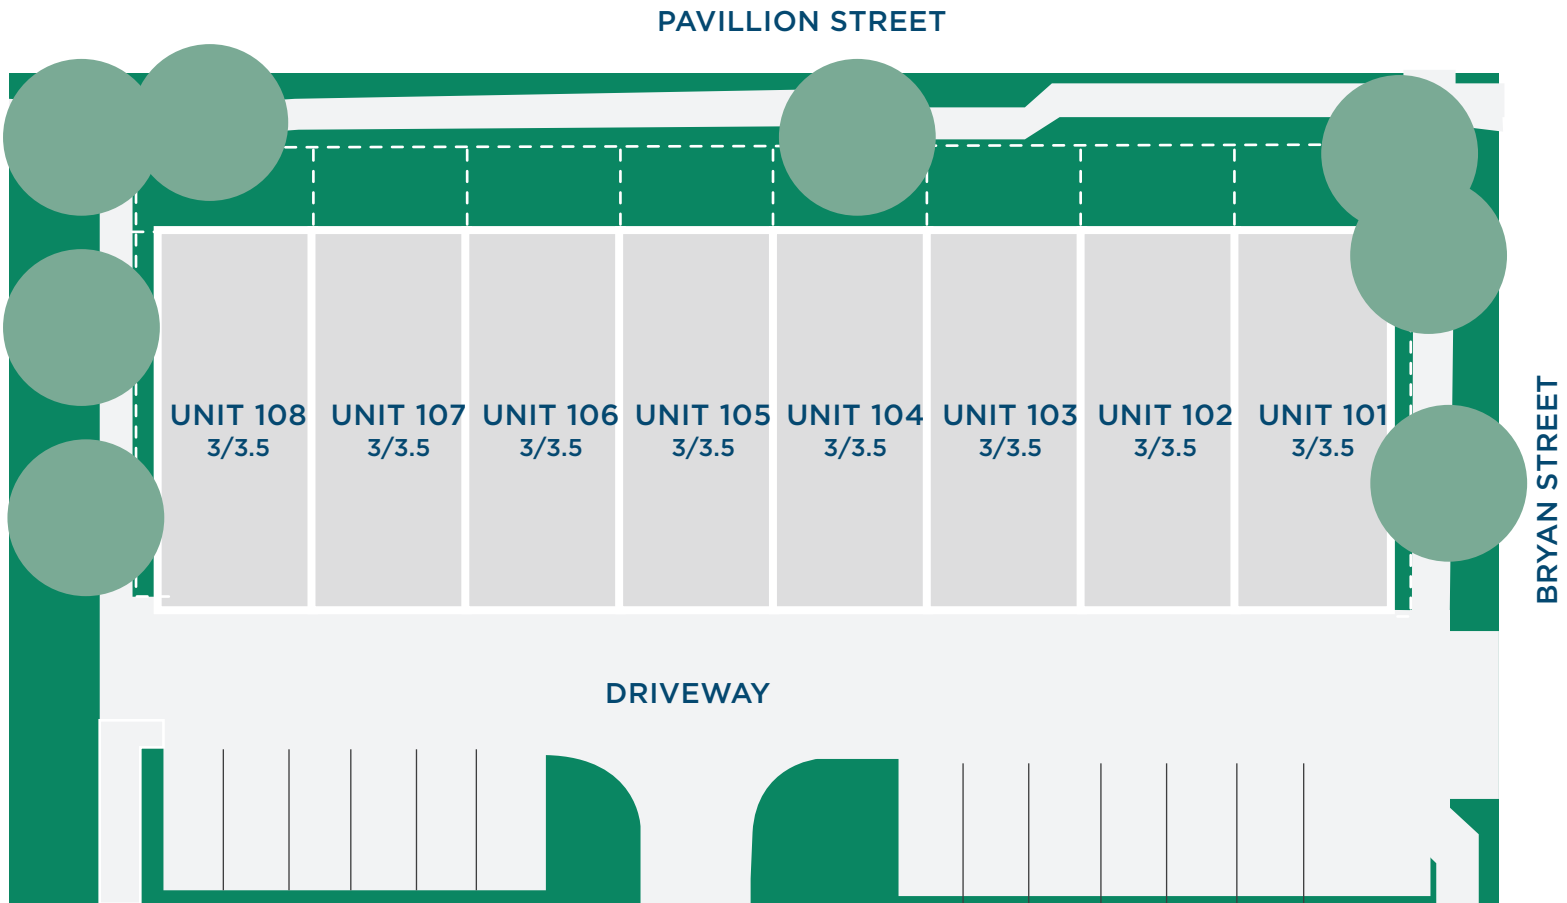 PAVILLION STREET
UNIT 108
3/3.5
UNIT 107
3/3.5
UNIT 106
3/3.5
UNIT 105
3/3.5
UNIT 104
3/3.5
UNIT 103
3/3.5
UNIT 102
3/3.5
UNIT 101
3/3.5
BRYAN STREET
DRIVEWAY